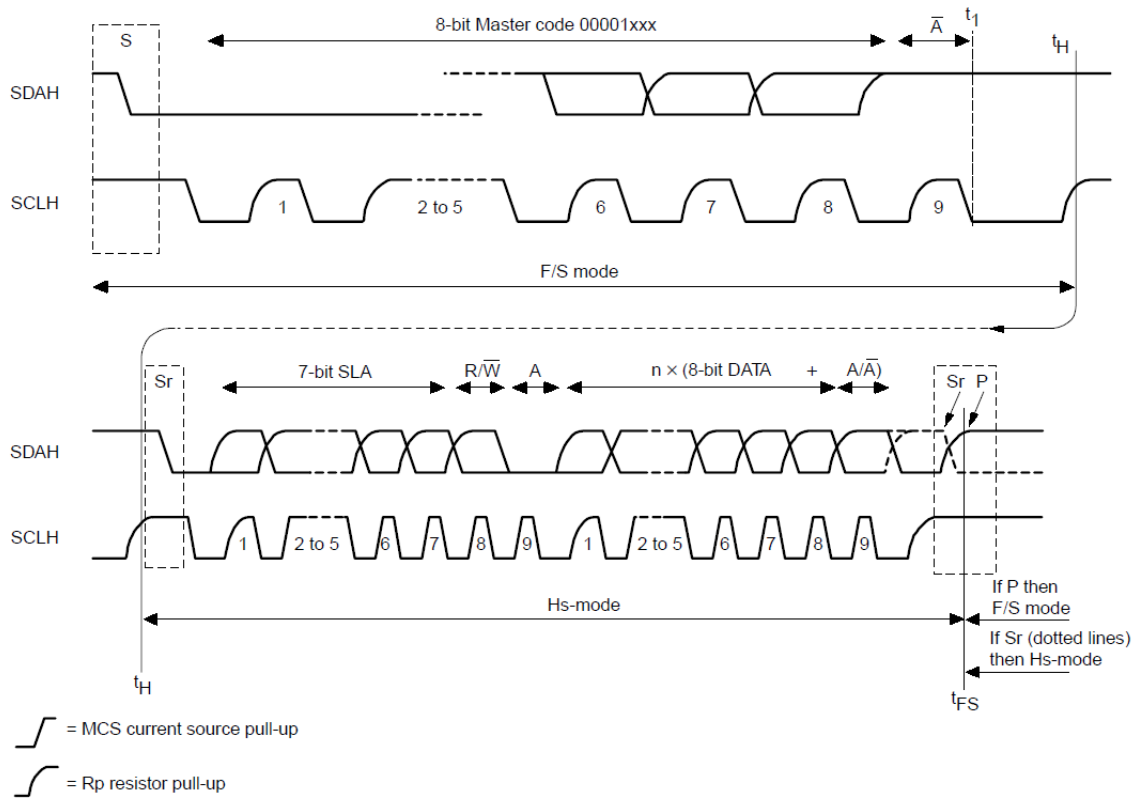 S
8-bit Master code 00001xxx
A̅
t1
tH
SDAH
SCLH
1
2 to 5
6
7
8
9
F/S mode
Sr
7-bit SLA
R/W̅
A
n × (8-bit DATA
+
A/A̅)
Sr
P
SDAH
SCLH
1
2 to 5
6
7
8
9
1
2 to 5
6
7
8
9
If P then
F/S mode
Hs-mode
If Sr (dotted lines)
then Hs-mode
tH
tFS
= MCS current source pull-up
= Rp resistor pull-up